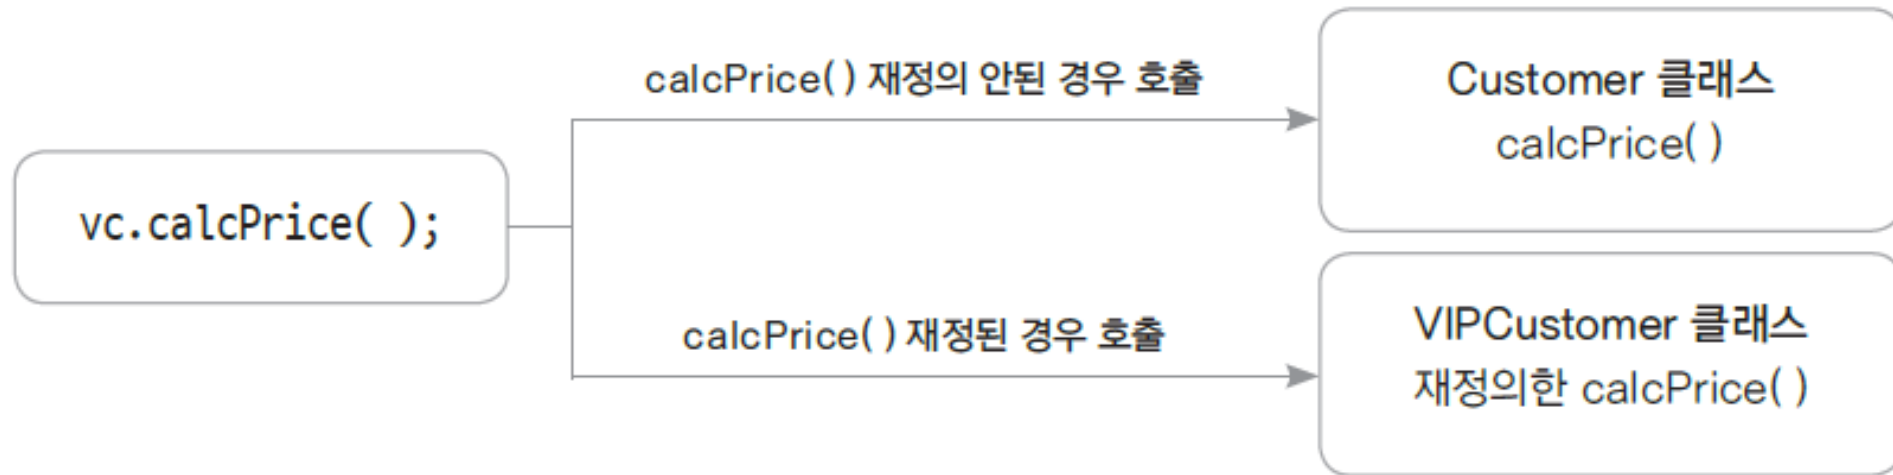 calcPrice( ) 재정의 안된 경우 호출
Customer 클래스
calcPrice( )
vc.calcPrice( );
calcPrice( ) 재정된 경우 호출
VIPCustomer 클래스
재정의한 calcPrice( )